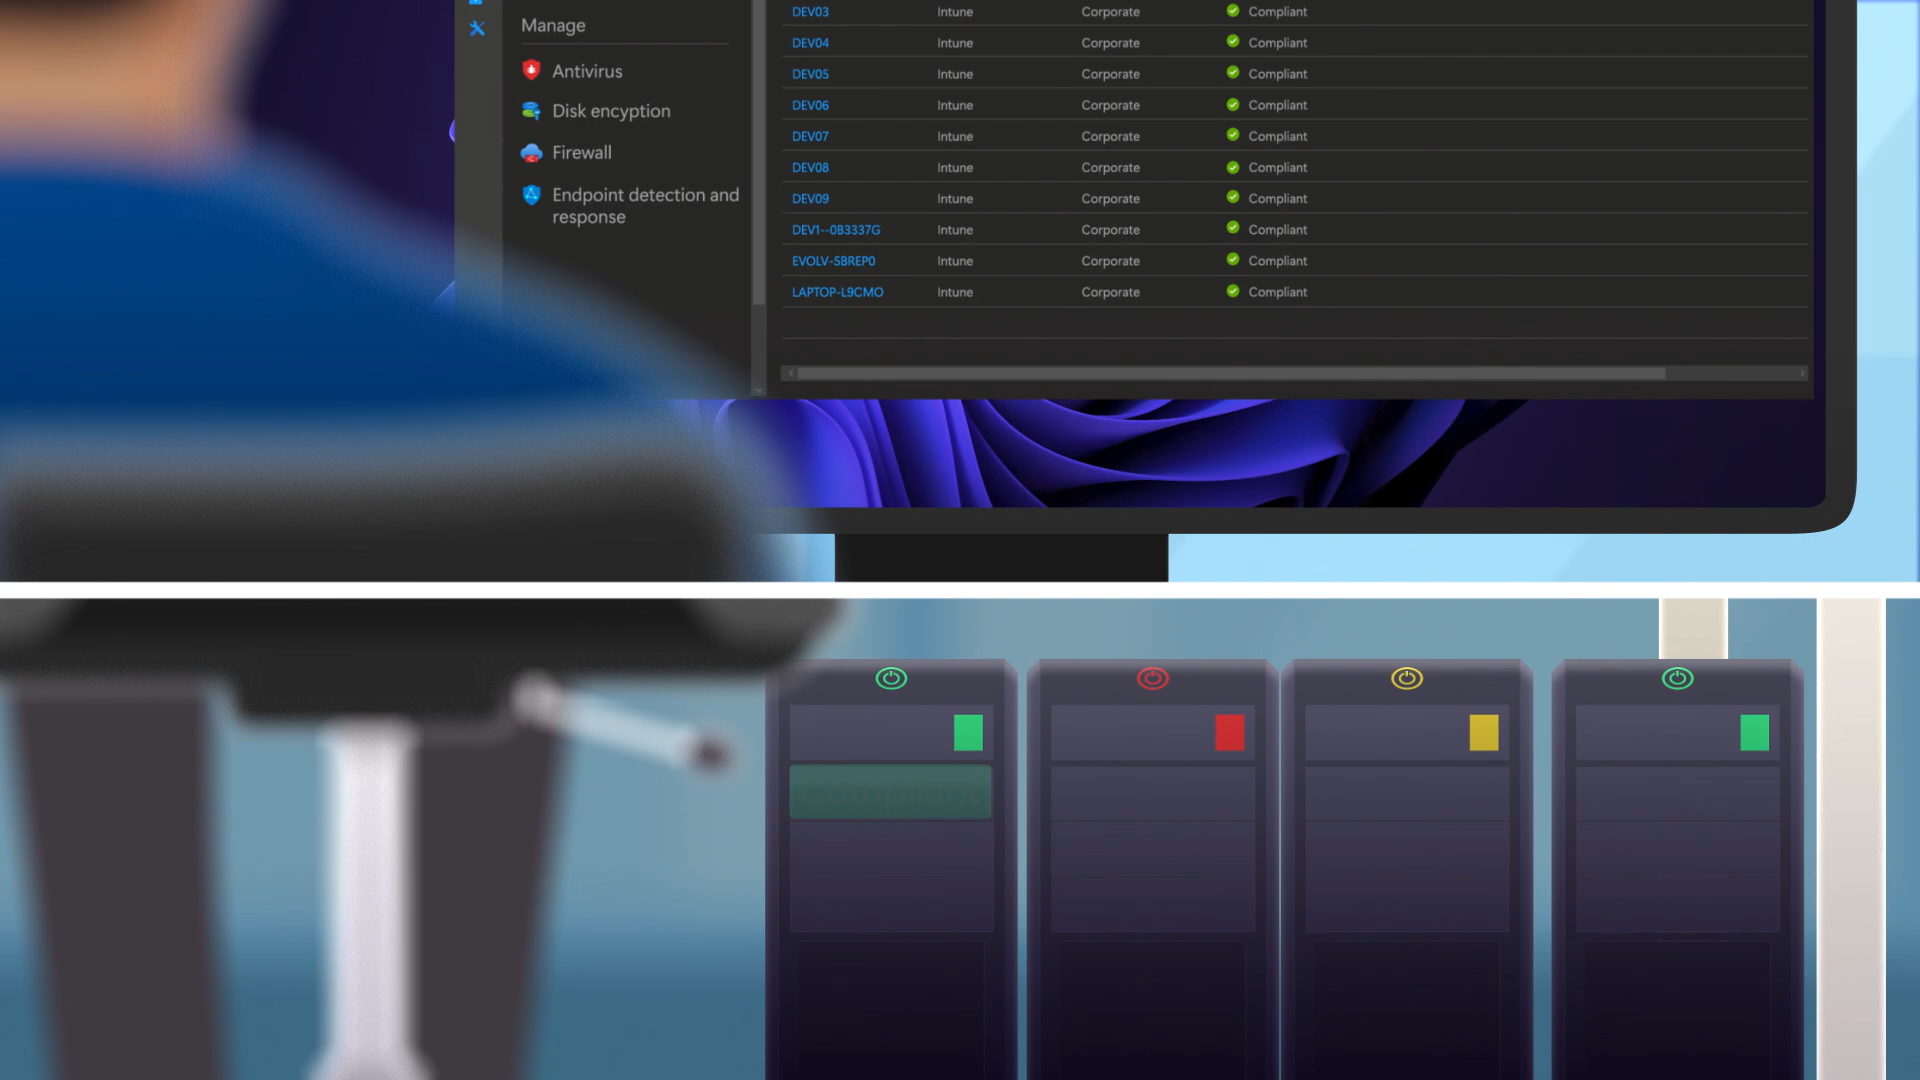 Manage
Antivirus
Disk encyption
Firewall
Endpoint detection and
response
DEV03 Intune Corporate Compliant
DEV04 Intune Corporate Compliant
DEV05 Intune Corporate Compliant
DEV06 Intune Corporate Compliant
DEV07 Intune Corporate Compliant
DEV08 Intune Corporate Compliant
DEV09 Intune Corporate Compliant
DEV1--0B3337G Intune Corporate Compliant
EVOLV-5BREP0 Intune Corporate Compliant
LAPTOP-L9CMO Intune Corporate Compliant
Compliant